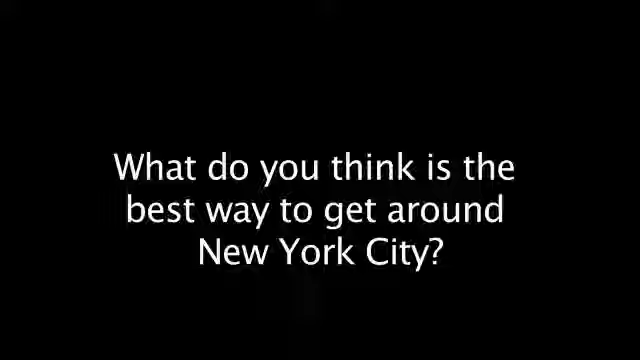 What do you think is the
best way to get around
New York City?